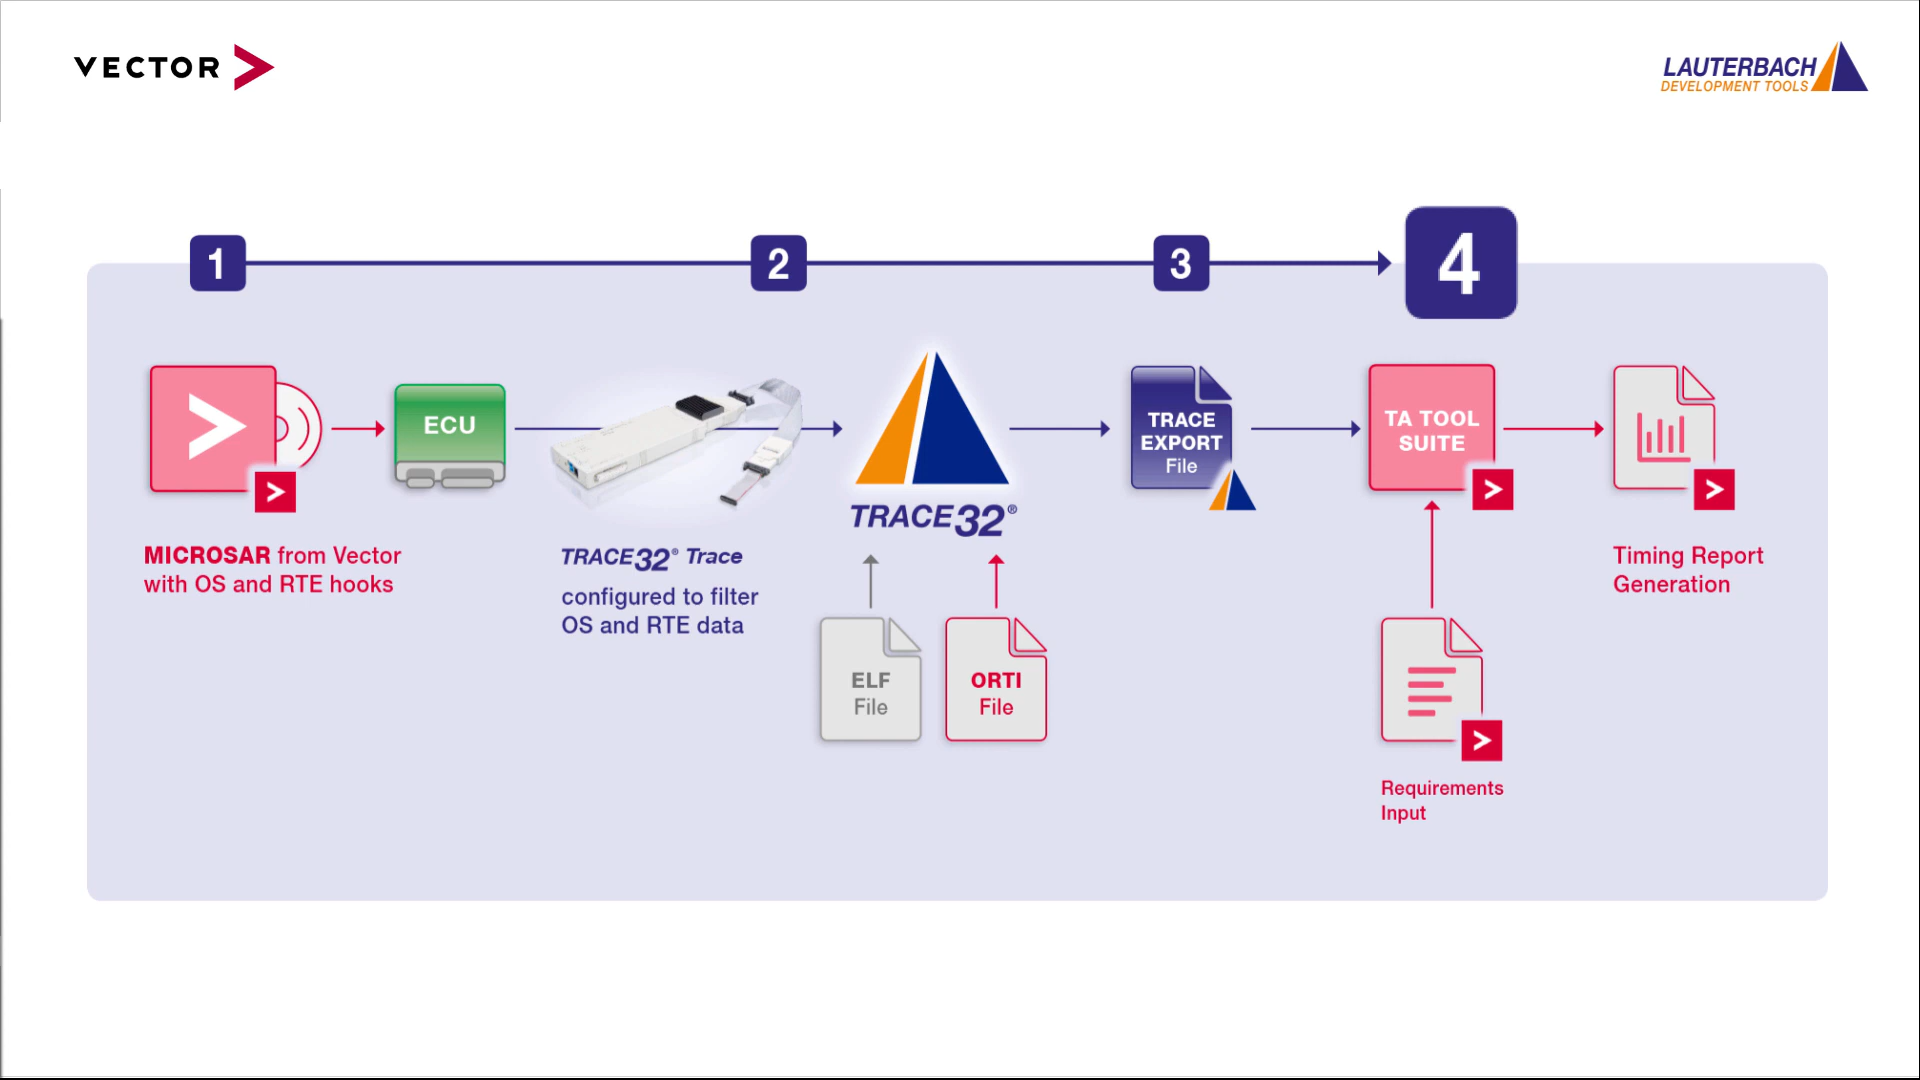 VECTOR
LAUTERBACH
DEVELOPMENT TOOLS
1
2
3
4
ECU
TRACE32®
TRACE
EXPORT
File
TA TOOL
SUITE
MICROSAR from Vector
with OS and RTE hooks
TRACE32® Trace
configured to filter
OS and RTE data
ELF
File
ORTI
File
Timing Report
Generation
Requirements
Input